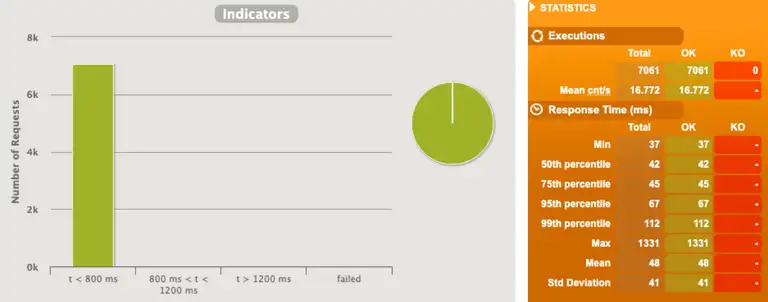 Indicators
8k
6k
4k
2k
0k
Number of Requests
t < 800 ms
800 ms < t <
1200 ms
t > 1200 ms
failed
STATISTICS
Executions
Total OK KO
7061 7061 0
Mean cnt/s 16.772 16.772 -
Response Time (ms)
Total OK KO
Min 37 37 -
50th percentile 42 42 -
75th percentile 45 45 -
95th percentile 67 67 -
99th percentile 112 112 -
Max 1331 1331 -
Mean 48 48 -
Std Deviation 41 41 -